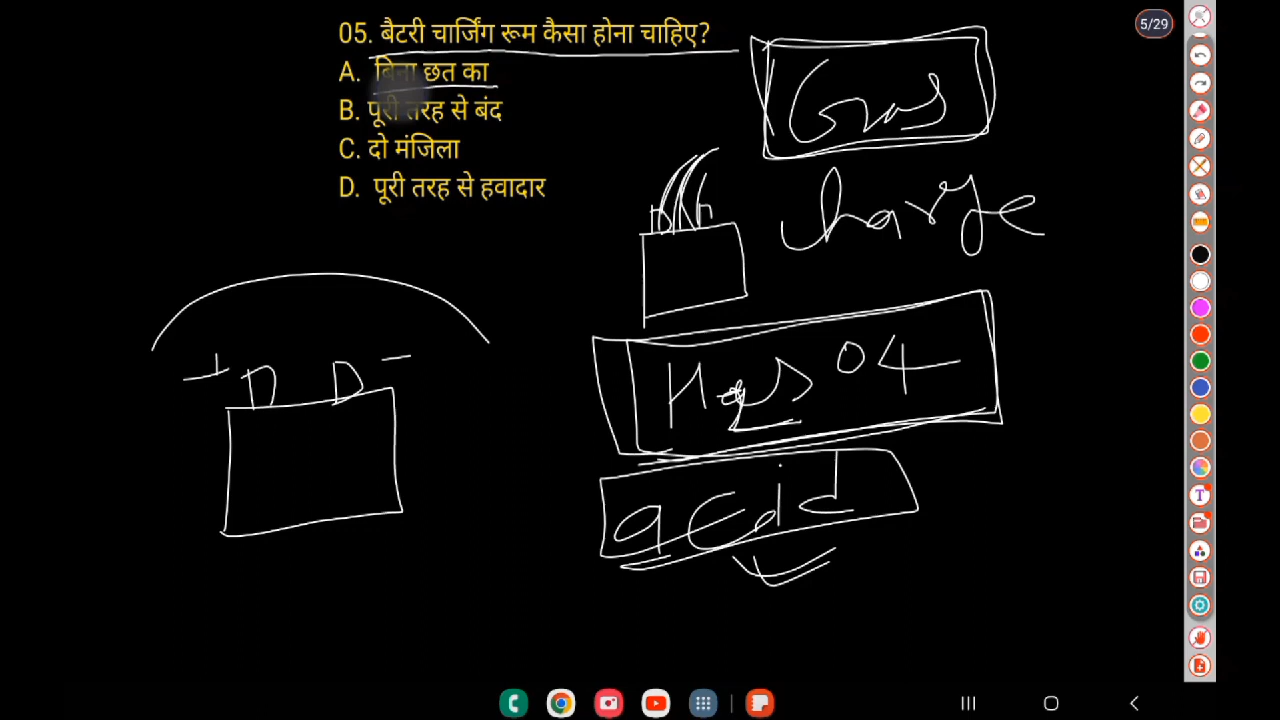 05. बैटरी चार्जिंग रूम कैसा होना चाहिए?
A. बिना छत का
B. पूरी तरह से बंद
C. दो मंजिला
D. पूरी तरह से हवादार
5/29
Gas
charge
+ -
H2SO4
acid
T